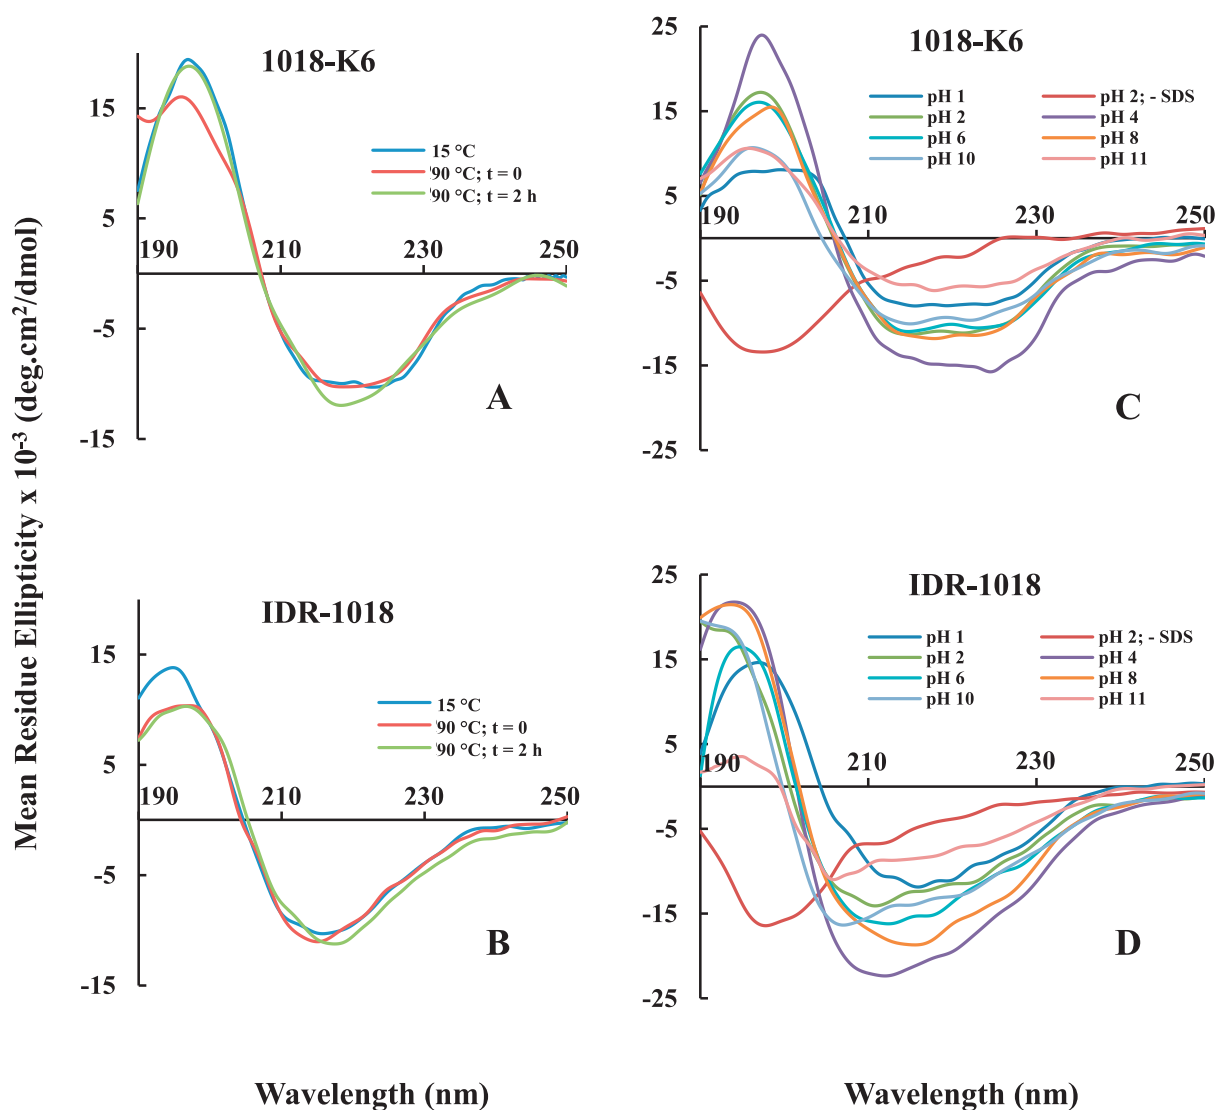 Mean Residue Ellipticity x 10-3 (deg.cm2/dmol)
1018-K6
15
5
-5
-15
190
210
230
250
15 °C
'90 °C; t = 0
'90 °C; t = 2 h
A
1018-K6
25
15
5
-5
-15
-25
190
210
230
250
pH 1
pH 2; - SDS
pH 2
pH 4
pH 6
pH 8
pH 10
pH 11
C
IDR-1018
15
5
-5
-15
190
210
230
250
15 °C
'90 °C; t = 0
'90 °C; t = 2 h
B
IDR-1018
25
15
5
-5
-15
-25
190
210
230
250
pH 1
pH 2; - SDS
pH 2
pH 4
pH 6
pH 8
pH 10
pH 11
D
Wavelength (nm)
Wavelength (nm)